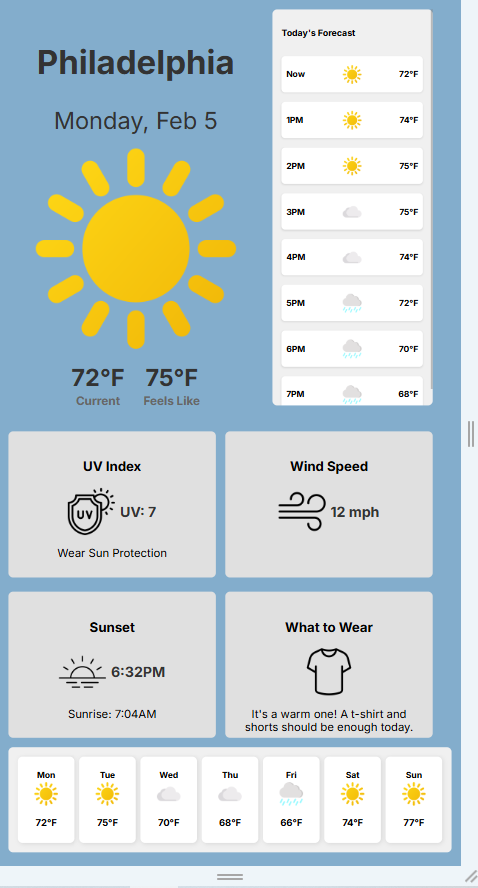 Philadelphia
Monday, Feb 5
72°F 75°F
Current Feels Like
Today's Forecast
Now 72°F
1PM 74°F
2PM 75°F
3PM 75°F
4PM 74°F
5PM 72°F
6PM 70°F
7PM 68°F
UV Index
UV UV: 7
Wear Sun Protection
Wind Speed
12 mph
Sunset
6:32PM
Sunrise: 7:04AM
What to Wear
It's a warm one! A t-shirt and
shorts should be enough today.
Mon Tue Wed Thu Fri Sat Sun
72°F 75°F 70°F 68°F 66°F 74°F 77°F